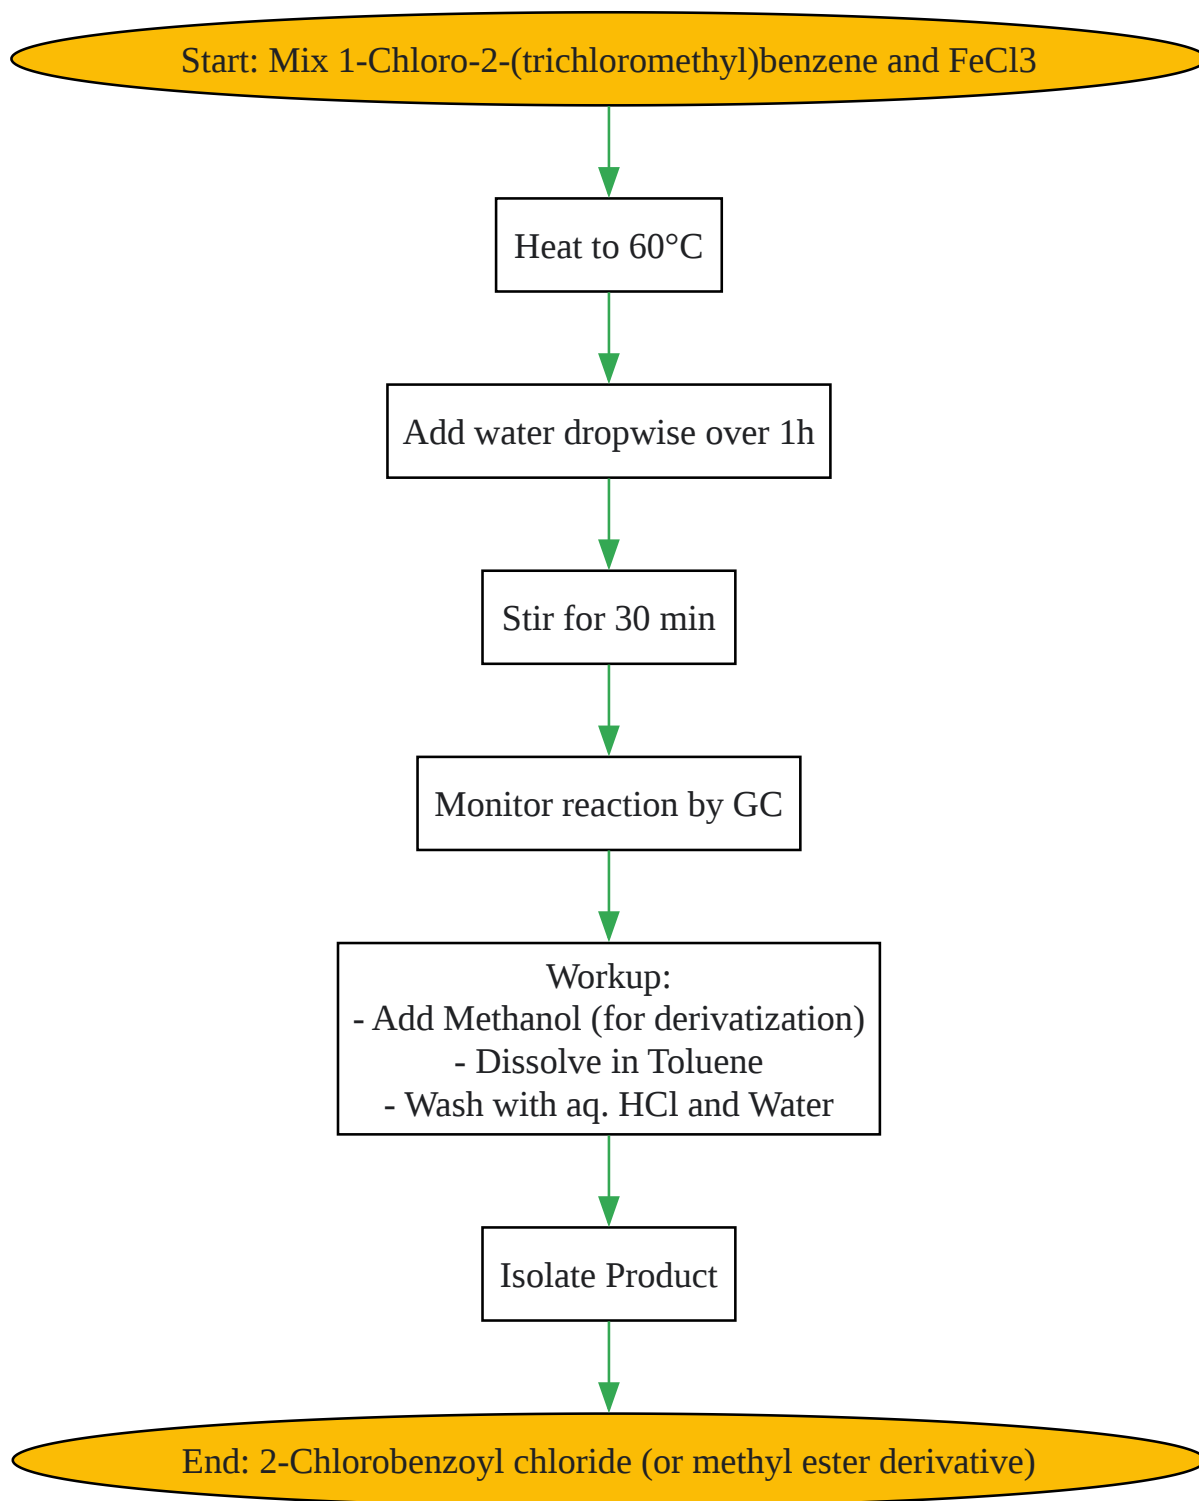 Start: Mix 1-Chloro-2-(trichloromethyl)benzene and FeCl3
Heat to 60°C
Add water dropwise over 1h
Stir for 30 min
Monitor reaction by GC
Workup:
- Add Methanol (for derivatization)
- Dissolve in Toluene
- Wash with aq. HCl and Water
Isolate Product
End: 2-Chlorobenzoyl chloride (or methyl ester derivative)